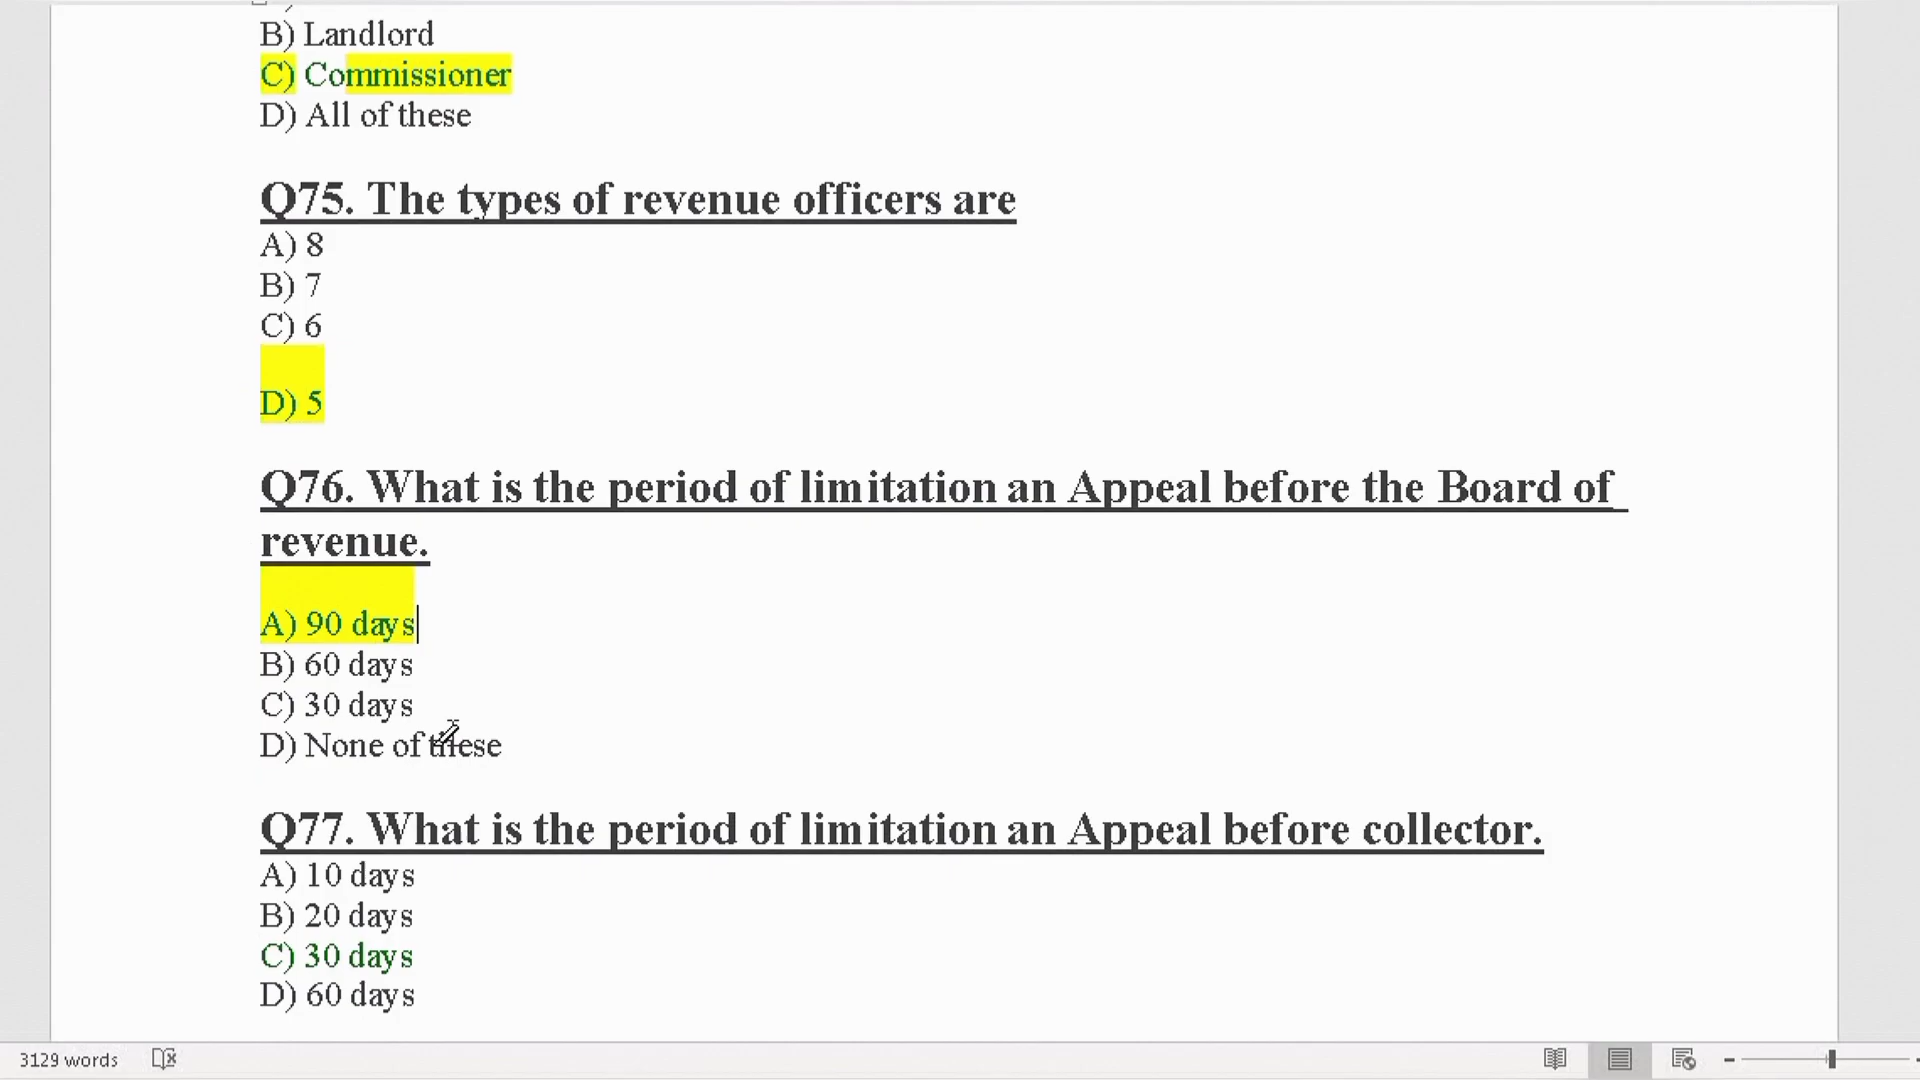 B) Landlord
C) Commissioner
D) All of these
Q75. The types of revenue officers are
A) 8
B) 7
C) 6
D) 5
Q76. What is the period of limitation an Appeal before the Board of
revenue.
A) 90 days
B) 60 days
C) 30 days
D) None of these
Q77. What is the period of limitation an Appeal before collector.
A) 10 days
B) 20 days
C) 30 days
D) 60 days
3129 words